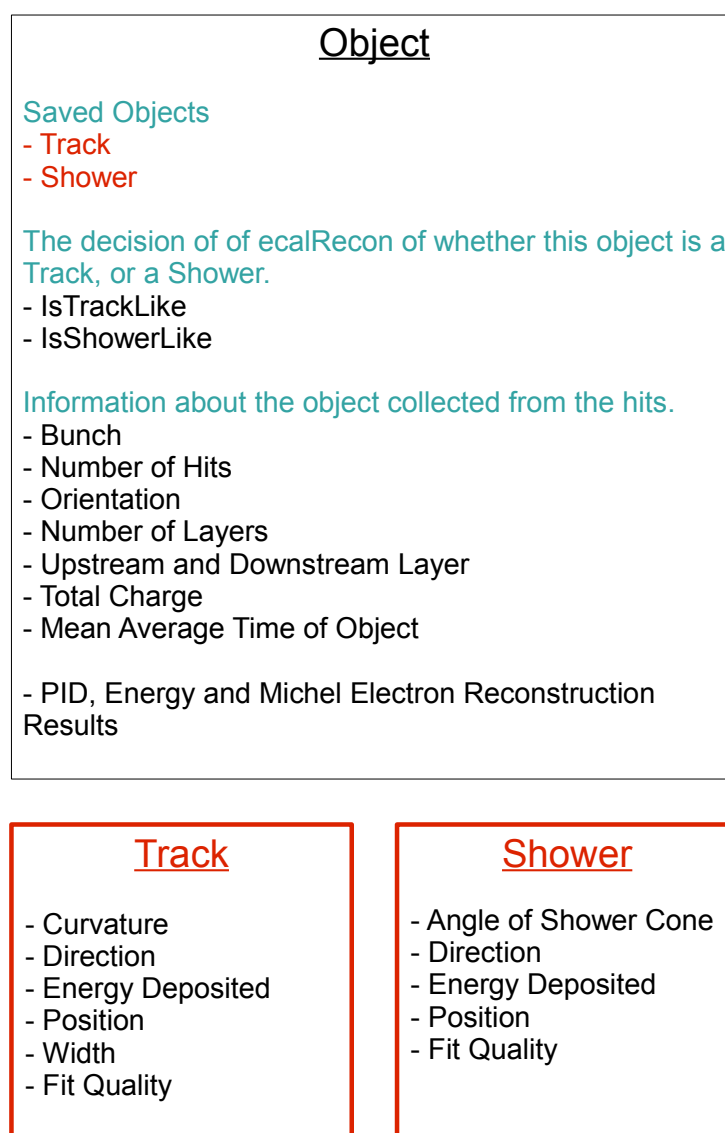 Object
Saved Objects
- Track
- Shower
The decision of of ecalRecon of whether this object is a
Track, or a Shower.
- IsTrackLike
- IsShowerLike
Information about the object collected from the hits.
- Bunch
- Number of Hits
- Orientation
- Number of Layers
- Upstream and Downstream Layer
- Total Charge
- Mean Average Time of Object
- PID, Energy and Michel Electron Reconstruction
Results
Track
- Curvature
- Direction
- Energy Deposited
- Position
- Width
- Fit Quality
Shower
- Angle of Shower Cone
- Direction
- Energy Deposited
- Position
- Fit Quality